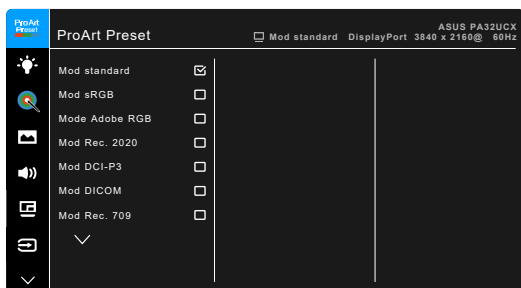 ProArt
Preset
ProArt Preset
ASUS PA32UCX
Mod standard DisplayPort 3840 x 2160@ 60Hz
Mod standard
Mod sRGB
Mode Adobe RGB
Mod Rec. 2020
Mod DCI-P3
Mod DICOM
Mod Rec. 709